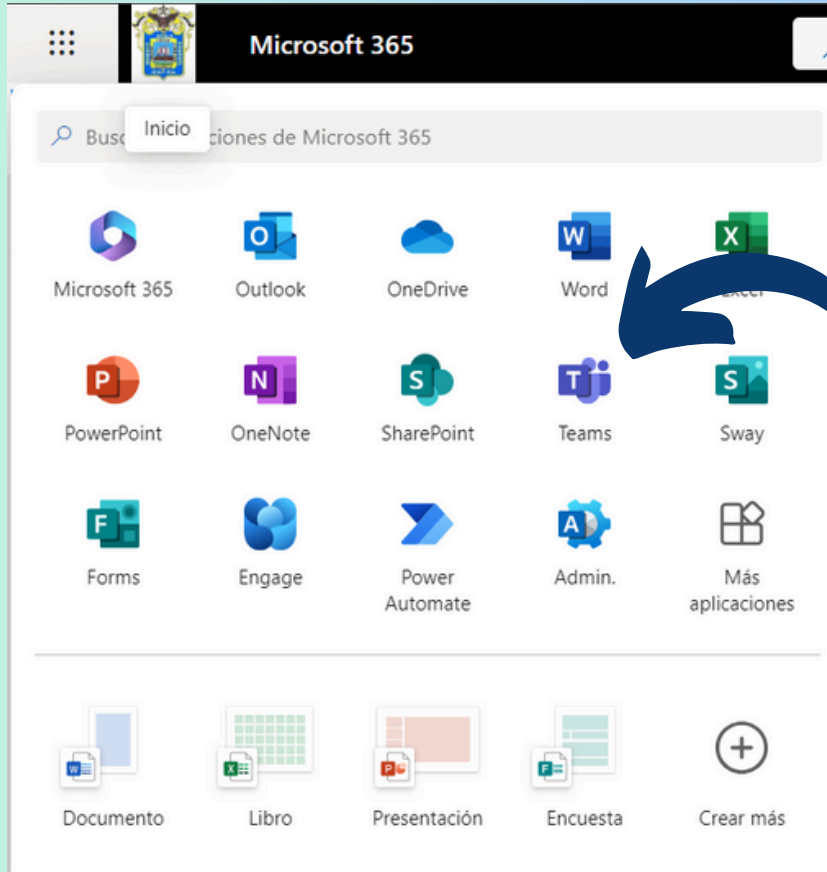 Microsoft 365
Inicio
Busc ciones de Microsoft 365
Microsoft 365 Outlook OneDrive Word Excel
PowerPoint OneNote SharePoint Teams Sway
Forms Engage Power Automate Admin. Más aplicaciones
Documento Libro Presentación Encuesta Crear más